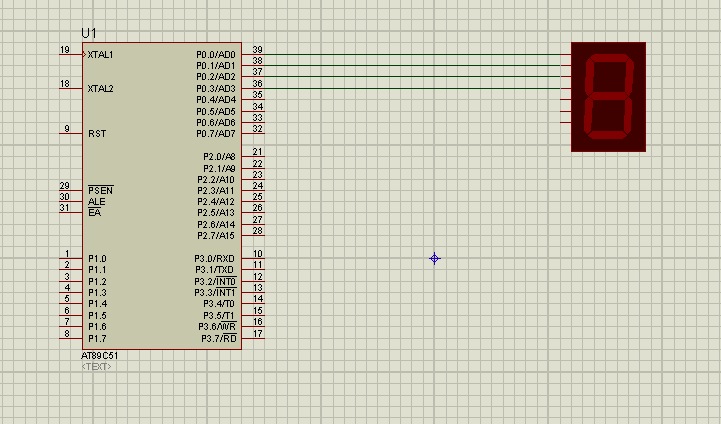 U1
19 XTAL1 P0.0/AD0 39
P0.1/AD1 38
P0.2/AD2 37
18 XTAL2 P0.3/AD3 36
P0.4/AD4 35
P0.5/AD5 34
P0.6/AD6 33
9 RST P0.7/AD7 32
P2.0/A8 21
P2.1/A9 22
P2.2/A10 23
29 PSEN P2.3/A11 24
30 ALE P2.4/A12 25
31 EA P2.5/A13 26
P2.6/A14 27
P2.7/A15 28
1 P1.0 P3.0/RXD 10
2 P1.1 P3.1/TXD 11
3 P1.2 P3.2/INT0 12
4 P1.3 P3.3/INT1 13
5 P1.4 P3.4/T0 14
6 P1.5 P3.5/T1 15
7 P1.6 P3.6/WR 16
8 P1.7 P3.7/RD 17
AT89C51
<TEXT>